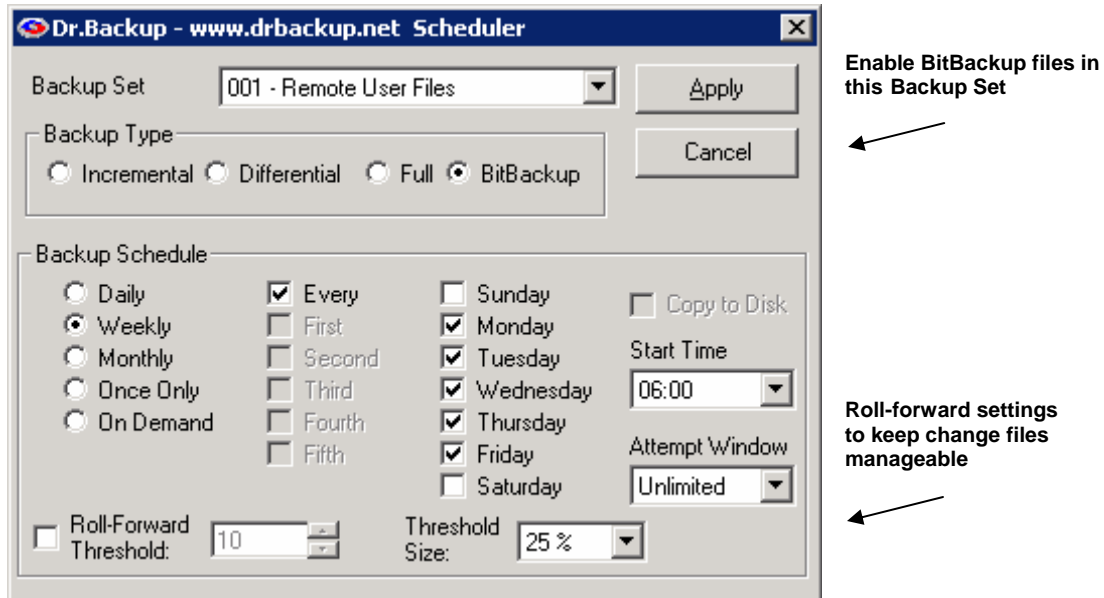 Dr.Backup - www.drbackup.net Scheduler
Backup Set 001 - Remote User Files Apply
Cancel
Backup Type
Incremental Differential Full BitBackup
Backup Schedule
Daily Every Sunday Copy to Disk
Weekly First Monday
Monthly Second Tuesday Start Time
Once Only Third Wednesday 06:00
On Demand Fourth Thursday
Fifth Friday Attempt Window
Saturday Unlimited
Roll-Forward
Threshold: 10
Threshold
Size: 25 %
Enable BitBackup files in
this Backup Set
Roll-forward settings
to keep change files
manageable